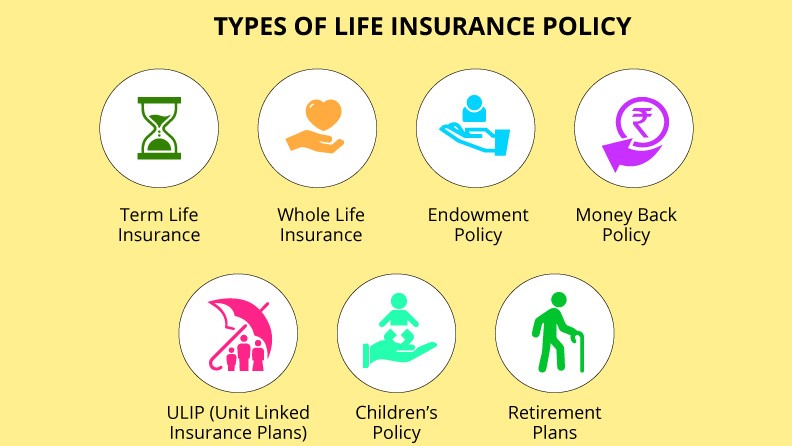 TYPES OF LIFE INSURANCE POLICY
Term Life
Insurance
Whole Life
Insurance
Endowment
Policy
Money Back
Policy
ULIP (Unit Linked
Insurance Plans)
Children’s
Policy
Retirement
Plans